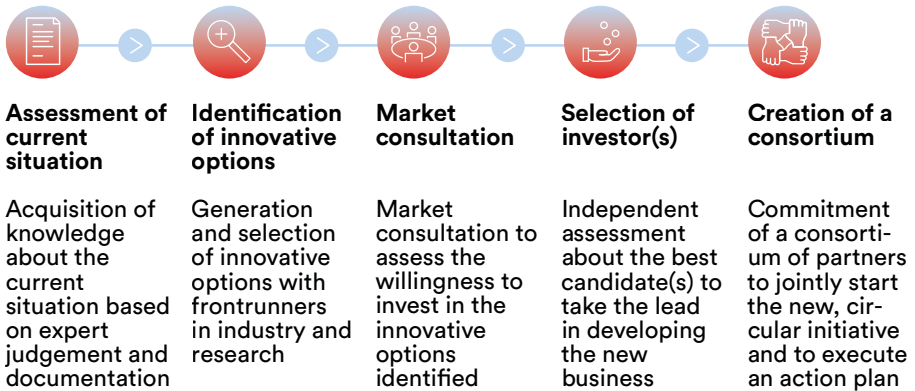 Assessment of
current
situation
Acquisition of
knowledge
about the
current
situation based
on expert
judgement and
documentation
Identification
of innovative
options
Generation
and selection
of innovative
options with
frontrunners
in industry and
research
Market
consultation
Market
consultation to
assess the
willingness to
invest in the
innovative
options
identified
Selection of
investor(s)
Independent
assessment
about the best
candidate(s) to
take the lead
in developing
the new
business
Creation of a
consortium
Commitment
of a consorti-
um of partners
to jointly start
the new, cir-
cular initiative
and to execute
an action plan